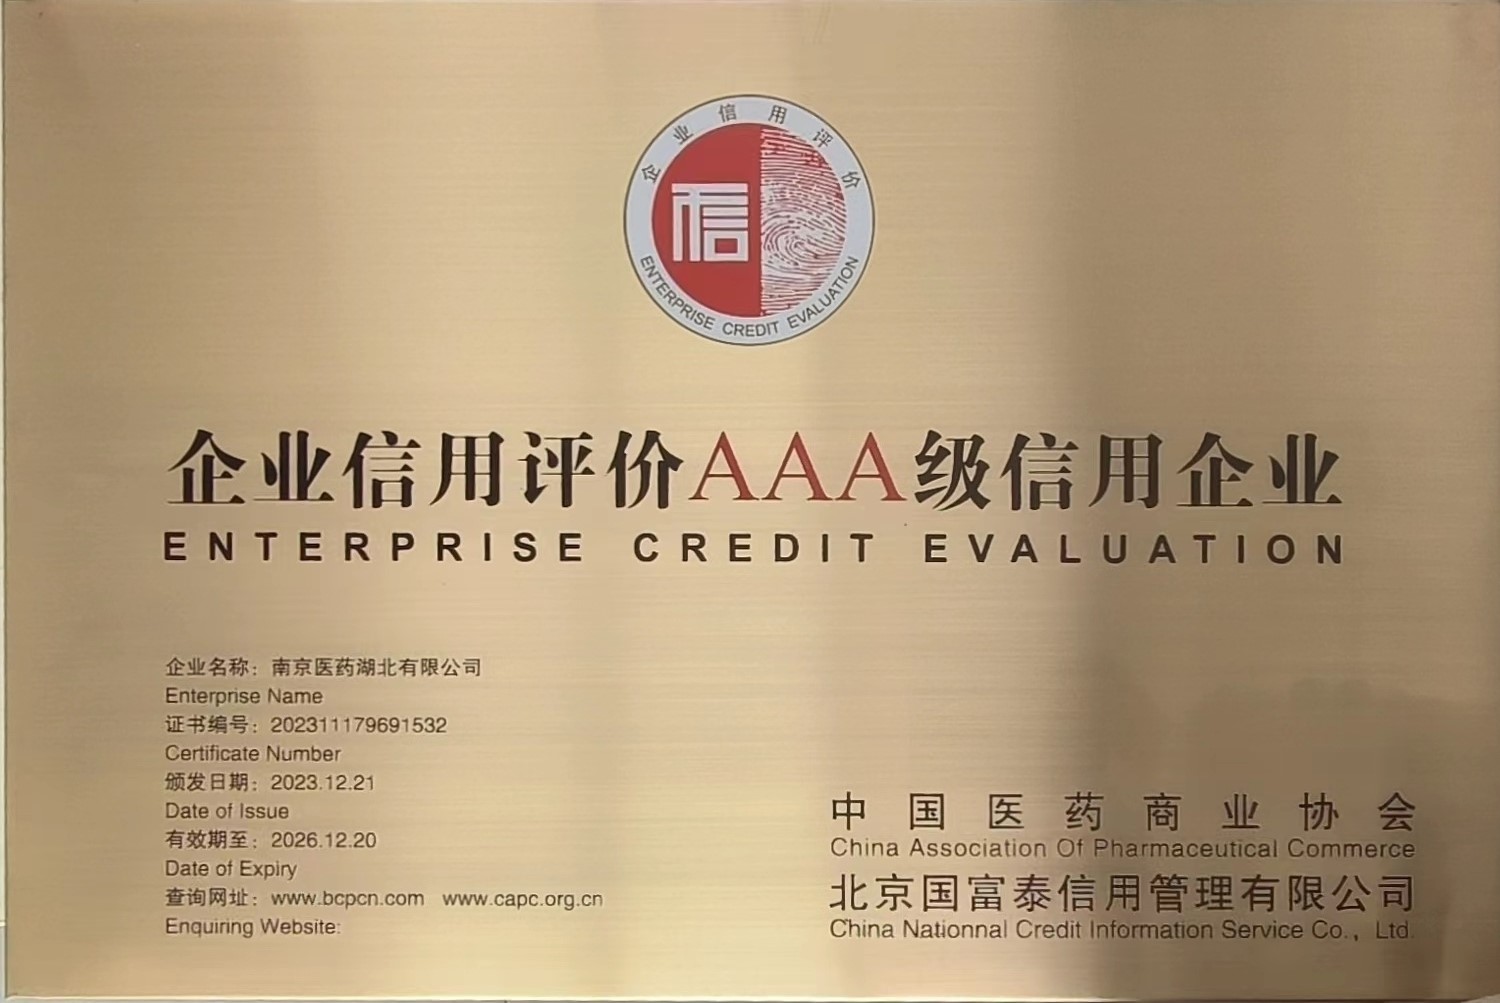 企业信用评价
信
ENTERPRISE CREDIT EVALUATION
企业信用评价AAA级信用企业
ENTERPRISE CREDIT EVALUATION
企业名称：南京医药湖北有限公司
Enterprise Name
证书编号：202311179691532
Certificate Number
颁发日期：2023.12.21
Date of Issue
有效期至：2026.12.20
Date of Expiry
查询网址：www.bcpcn.com www.capc.org.cn
Enquiring Website:
中国医药商业协会
China Association Of Pharmaceutical Commerce
北京国富泰信用管理有限公司
China Nationnal Credit Information Service Co., Ltd.